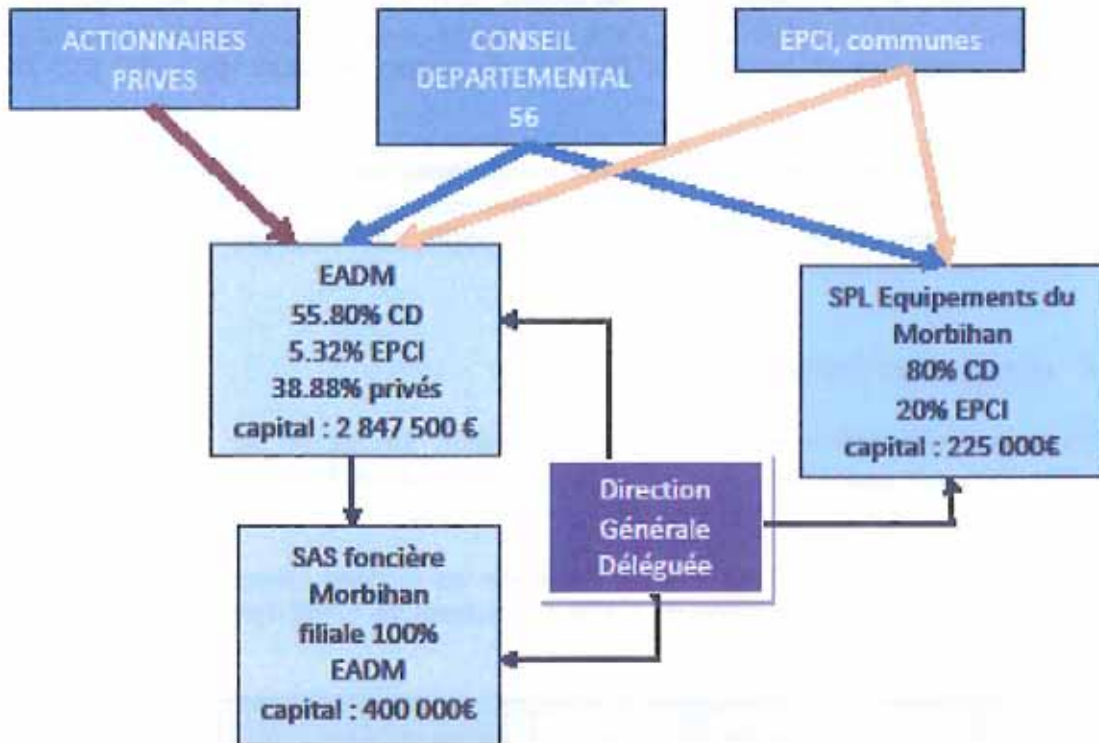 ACTIONNAIRES
PRIVES
CONSEIL
DEPARTEMENTAL
56
EPCI, communes
EADM
55.80% CD
5.32% EPCI
38.88% privés
capital : 2 847 500 €
SPL Equipements du
Morbihan
80% CD
20% EPCI
capital : 225 000€
Direction
Générale
Déléguée
SAS foncière
Morbihan
filiale 100%
EADM
capital : 400 000€